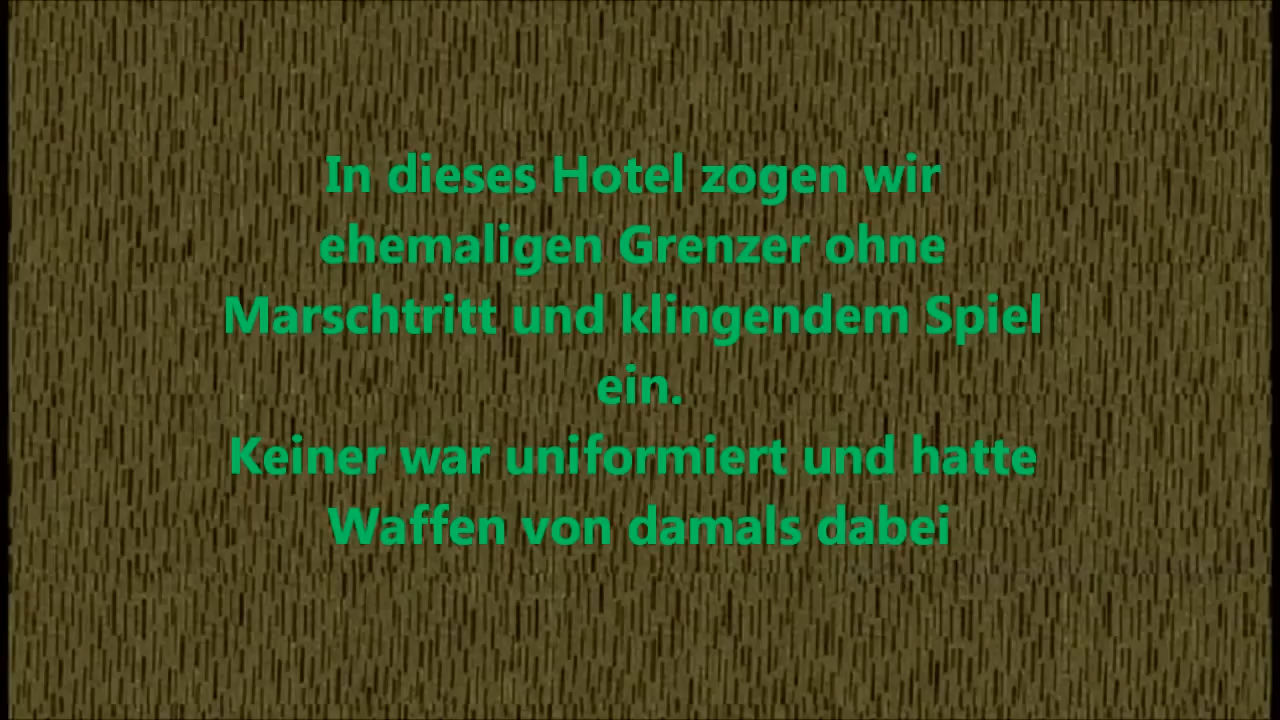 In dieses Hotel zogen wir
ehemaligen Grenzer ohne
Marschtritt und klingendem Spiel
ein.
Keiner war uniformiert und hatte
Waffen von damals dabei